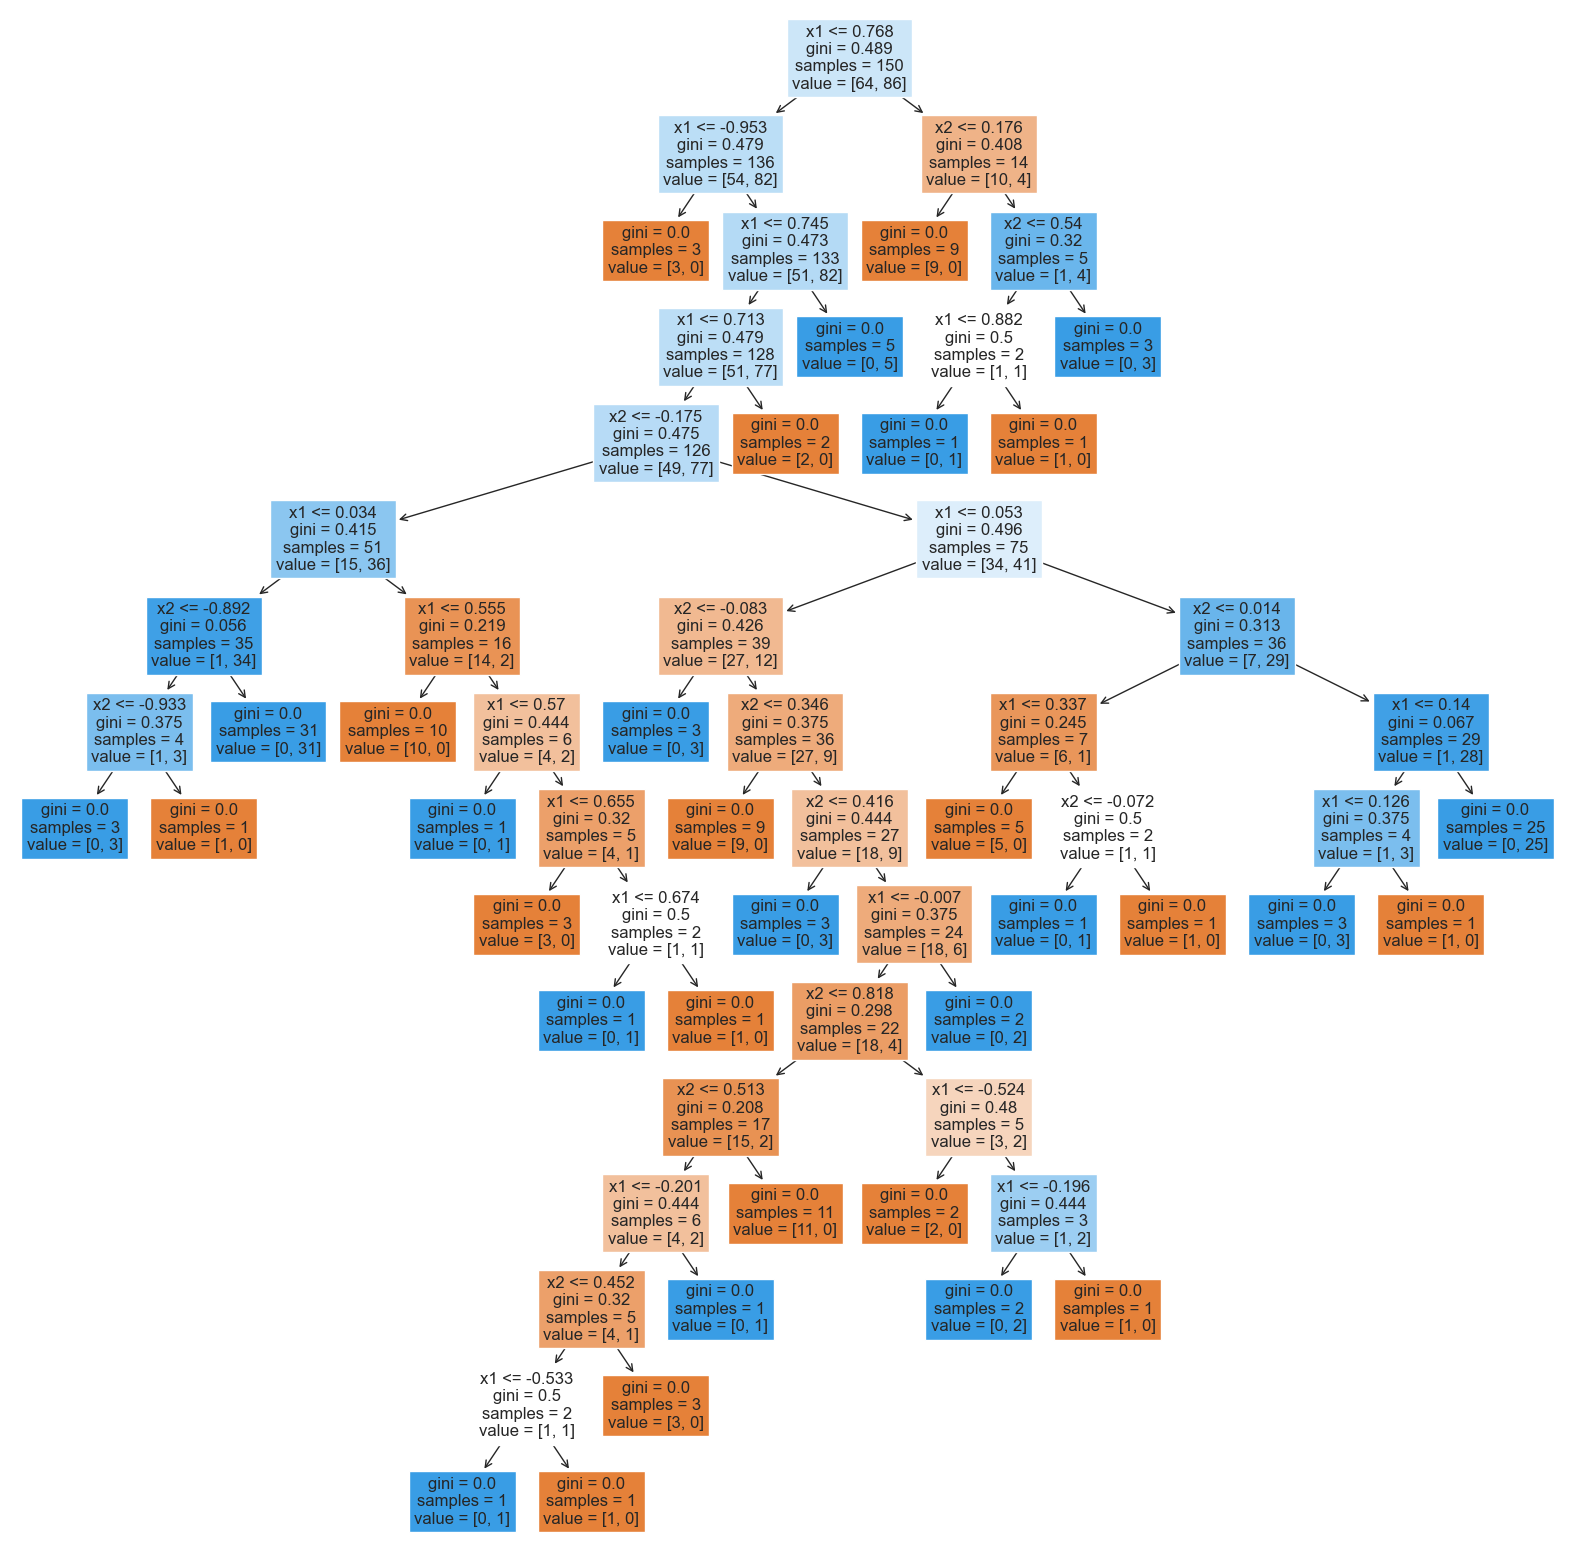 x1 <= 0.768
gini = 0.489
samples = 150
value = [64, 86]
x1 <= -0.953
gini = 0.479
samples = 136
value = [54, 82]
x2 <= 0.176
gini = 0.408
samples = 14
value = [10, 4]
gini = 0.0
samples = 3
value = [3, 0]
x1 <= 0.745
gini = 0.473
samples = 133
value = [51, 82]
gini = 0.0
samples = 9
value = [9, 0]
x2 <= 0.54
gini = 0.32
samples = 5
value = [1, 4]
x1 <= 0.713
gini = 0.479
samples = 128
value = [51, 77]
gini = 0.0
samples = 5
value = [0, 5]
x1 <= 0.882
gini = 0.5
samples = 2
value = [1, 1]
gini = 0.0
samples = 3
value = [0, 3]
x2 <= -0.175
gini = 0.475
samples = 126
value = [49, 77]
gini = 0.0
samples = 2
value = [2, 0]
gini = 0.0
samples = 1
value = [0, 1]
gini = 0.0
samples = 1
value = [1, 0]
x1 <= 0.034
gini = 0.415
samples = 51
value = [15, 36]
x1 <= 0.053
gini = 0.496
samples = 75
value = [34, 41]
x2 <= -0.892
gini = 0.056
samples = 35
value = [1, 34]
x1 <= 0.555
gini = 0.219
samples = 16
value = [14, 2]
x2 <= -0.083
gini = 0.426
samples = 39
value = [27, 12]
x2 <= 0.014
gini = 0.313
samples = 36
value = [7, 29]
x2 <= -0.933
gini = 0.375
samples = 4
value = [1, 3]
gini = 0.0
samples = 31
value = [0, 31]
gini = 0.0
samples = 10
value = [10, 0]
x1 <= 0.57
gini = 0.444
samples = 6
value = [4, 2]
gini = 0.0
samples = 3
value = [0, 3]
x2 <= 0.346
gini = 0.375
samples = 36
value = [27, 9]
x1 <= 0.337
gini = 0.245
samples = 7
value = [6, 1]
x1 <= 0.14
gini = 0.067
samples = 29
value = [1, 28]
gini = 0.0
samples = 3
value = [0, 3]
gini = 0.0
samples = 1
value = [1, 0]
gini = 0.0
samples = 1
value = [0, 1]
x1 <= 0.655
gini = 0.32
samples = 5
value = [4, 1]
gini = 0.0
samples = 9
value = [9, 0]
x2 <= 0.416
gini = 0.444
samples = 27
value = [18, 9]
gini = 0.0
samples = 5
value = [5, 0]
x2 <= -0.072
gini = 0.5
samples = 2
value = [1, 1]
x1 <= 0.126
gini = 0.375
samples = 4
value = [1, 3]
gini = 0.0
samples = 25
value = [0, 25]
gini = 0.0
samples = 3
value = [3, 0]
x1 <= 0.674
gini = 0.5
samples = 2
value = [1, 1]
gini = 0.0
samples = 3
value = [0, 3]
x1 <= -0.007
gini = 0.375
samples = 24
value = [18, 6]
gini = 0.0
samples = 1
value = [0, 1]
gini = 0.0
samples = 1
value = [1, 0]
gini = 0.0
samples = 3
value = [0, 3]
gini = 0.0
samples = 1
value = [1, 0]
gini = 0.0
samples = 1
value = [0, 1]
gini = 0.0
samples = 1
value = [1, 0]
x2 <= 0.818
gini = 0.298
samples = 22
value = [18, 4]
gini = 0.0
samples = 2
value = [0, 2]
x2 <= 0.513
gini = 0.208
samples = 17
value = [15, 2]
x1 <= -0.524
gini = 0.48
samples = 5
value = [3, 2]
x1 <= -0.201
gini = 0.444
samples = 6
value = [4, 2]
gini = 0.0
samples = 11
value = [11, 0]
gini = 0.0
samples = 2
value = [2, 0]
x1 <= -0.196
gini = 0.444
samples = 3
value = [1, 2]
x2 <= 0.452
gini = 0.32
samples = 5
value = [4, 1]
gini = 0.0
samples = 1
value = [0, 1]
gini = 0.0
samples = 2
value = [0, 2]
gini = 0.0
samples = 1
value = [1, 0]
x1 <= -0.533
gini = 0.5
samples = 2
value = [1, 1]
gini = 0.0
samples = 3
value = [3, 0]
gini = 0.0
samples = 1
value = [0, 1]
gini = 0.0
samples = 1
value = [1, 0]